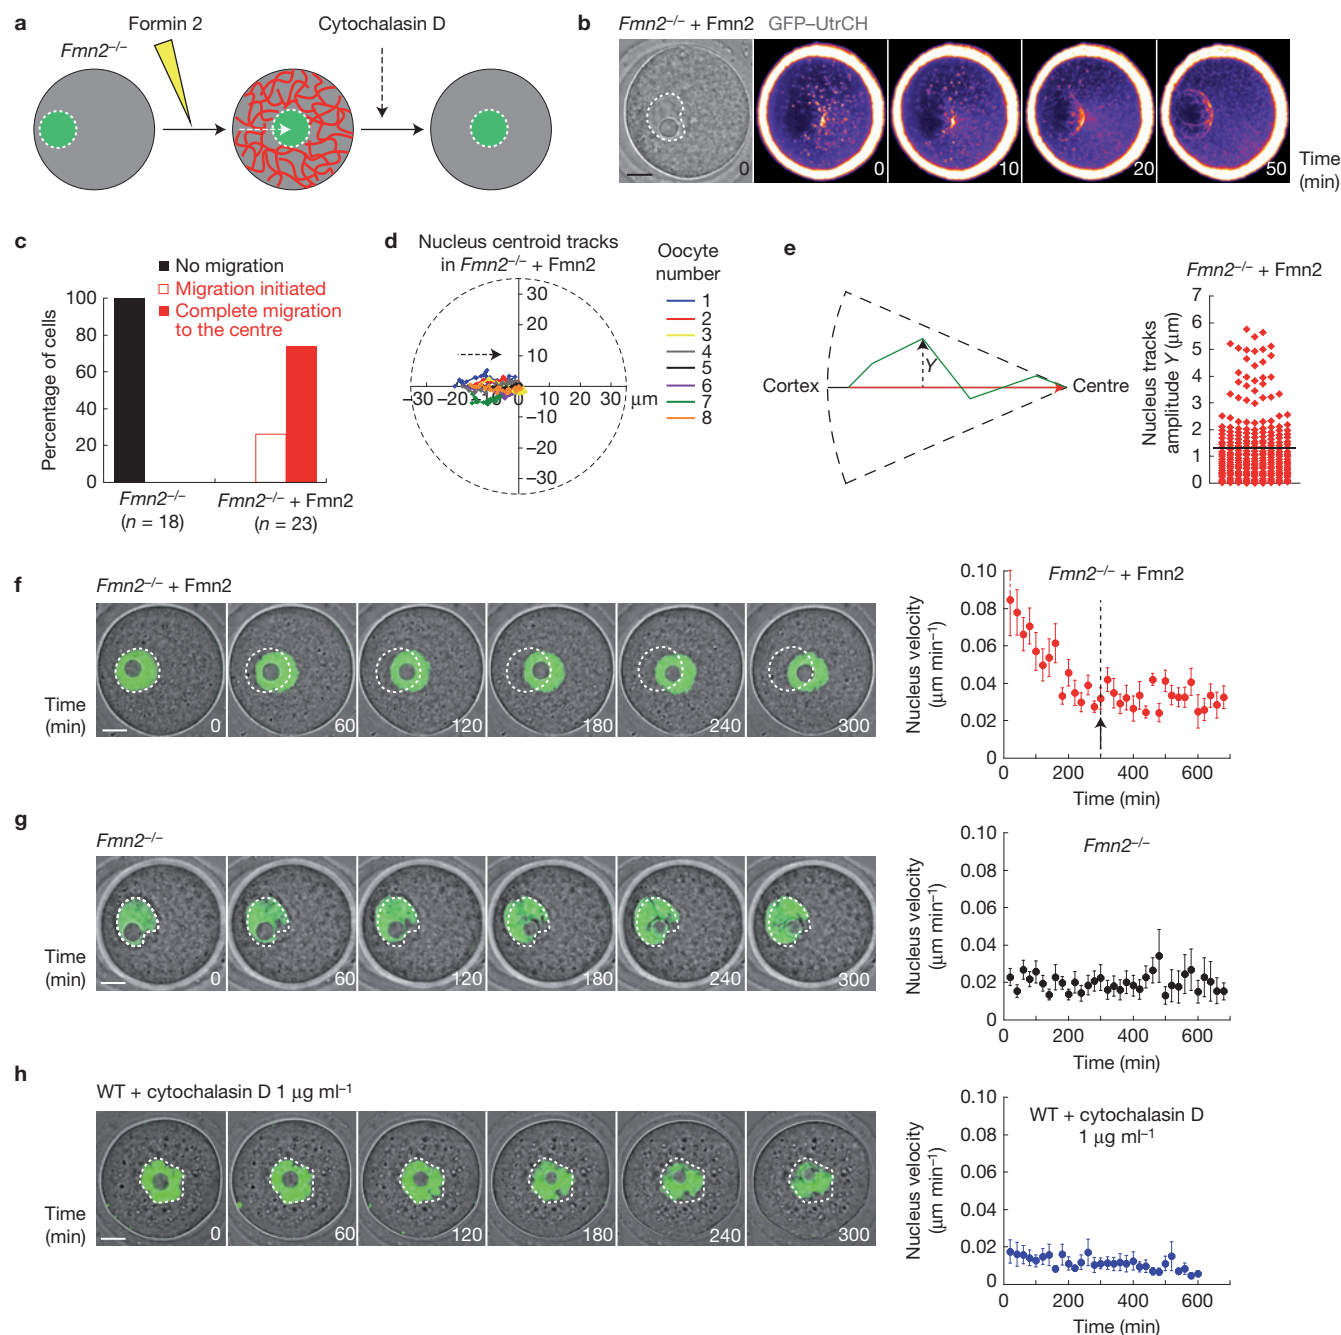 a
Formin 2
Cytochalasin D
Fmn2–/–
b
Fmn2–/– + Fmn2 GFP–UtrCH
0
0
10
20
50
Time
(min)
c
No migration
Migration initiated
Complete migration
to the centre
Percentage of cells
100
80
60
40
20
0
Fmn2–/–
(n = 18)
Fmn2–/– + Fmn2
(n = 23)
d
Nucleus centroid tracks
in Fmn2–/– + Fmn2
30
20
10
–30 –20 –10 0 10 20 30 µm
–10
–20
–30
Oocyte
number
1
2
3
4
5
6
7
8
e
Cortex
Y
Centre
Fmn2–/– + Fmn2
Nucleus tracks
amplitude Y (µm)
7
6
5
4
3
2
1
0
f
Fmn2–/– + Fmn2
Time
(min)
0
60
120
180
240
300
Fmn2–/– + Fmn2
Nucleus velocity
(µm min–1)
0.10
0.08
0.06
0.04
0.02
0
0 200 400 600
Time (min)
g
Fmn2–/–
Time
(min)
0
60
120
180
240
300
Fmn2–/–
Nucleus velocity
(µm min–1)
0.10
0.08
0.06
0.04
0.02
0
0 200 400 600
Time (min)
h
WT + cytochalasin D 1 µg ml–1
Time
(min)
0
60
120
180
240
300
WT + cytochalasin D
1 µg ml–1
Nucleus velocity
(µm min–1)
0.10
0.08
0.06
0.04
0.02
0
0 200 400 600
Time (min)